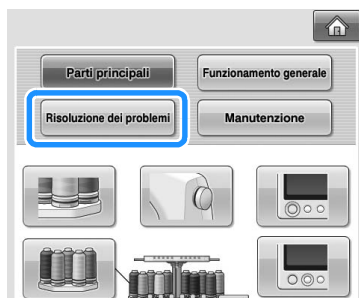 Parti principali
Funzionamento generale
Risoluzione dei problemi
Manutenzione